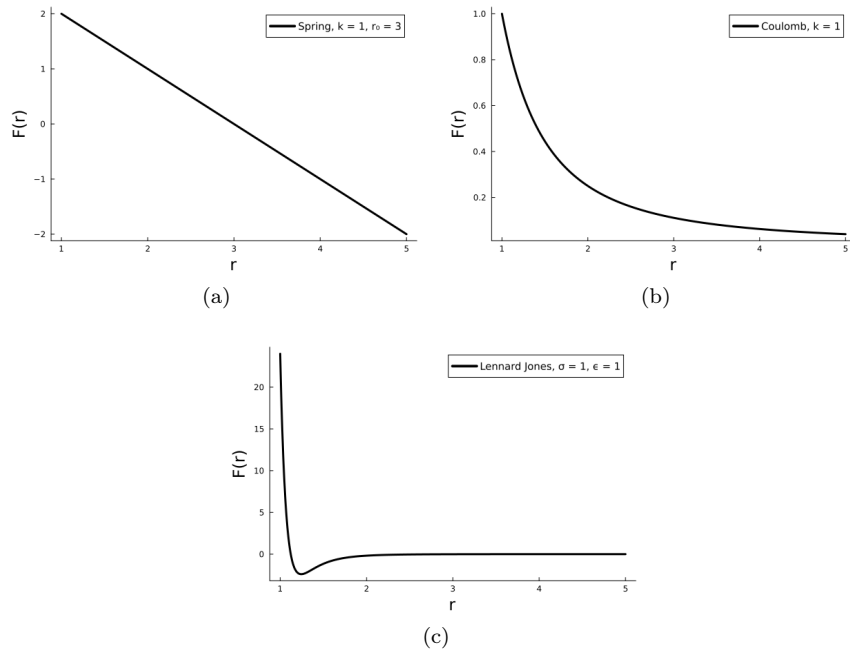 Spring, k = 1, r₀ = 3
F(r)
2
1
0
−1
−2
1 2 3 4 5
r
(a)
Coulomb, k = 1
F(r)
1.0
0.8
0.6
0.4
0.2
1 2 3 4 5
r
(b)
Lennard Jones, σ = 1, ϵ = 1
F(r)
20
15
10
5
0
1 2 3 4 5
r
(c)